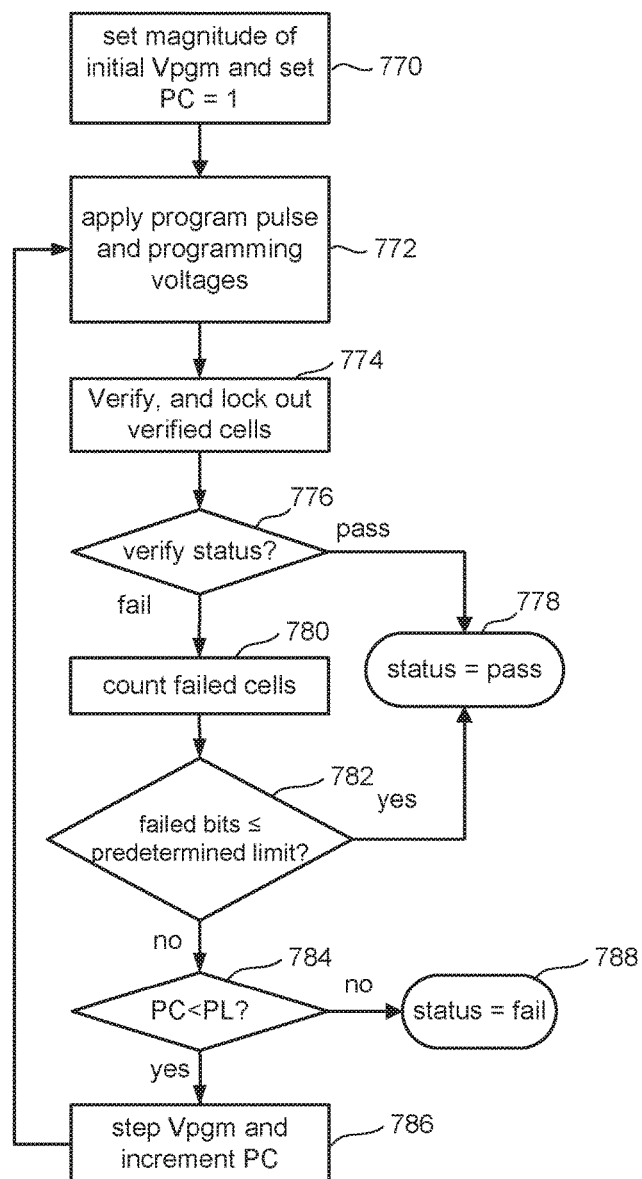 set magnitude of
initial Vpgm and set
PC = 1
770
apply program pulse
and programming
voltages
772
774
Verify, and lock out
verified cells
776
verify status?
pass
fail
778
status = pass
780
count failed cells
782
failed bits ≤
predetermined limit?
yes
no
784
PC<PL?
no
788
status = fail
yes
step Vpgm and
increment PC
786